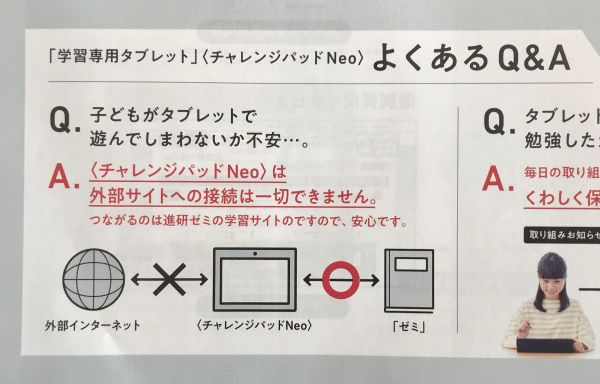 「学習専用タブレット」〈チャレンジパッドNeo〉 よくあるQ&A
Q. 子どもがタブレットで
遊んでしまわないか不安…。
A. 〈チャレンジパッドNeo〉は
外部サイトへの接続は一切できません。
つながるのは進研ゼミの学習サイトのですので、安心です。
外部インターネット
〈チャレンジパッドNeo〉
「ゼミ」
Q. タブレット
勉強した
A. 毎日の取り組
くわしく保
取り組みお知らせ